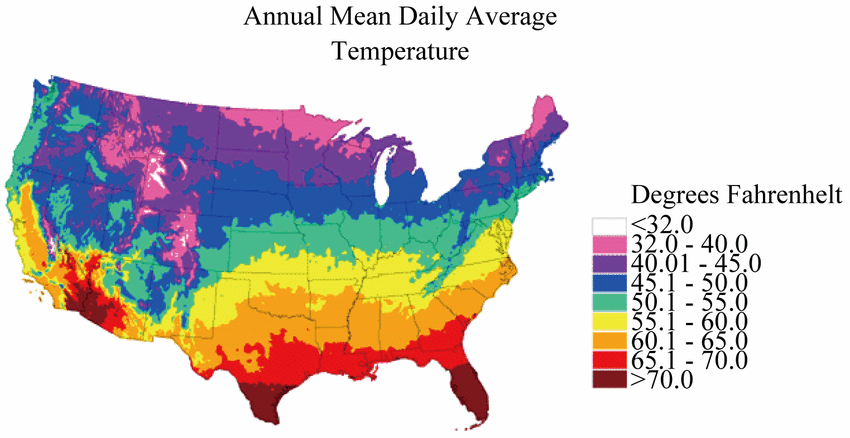 Annual Mean Daily Average
Temperature
Degrees Fahrenhelt
<32.0
32.0 - 40.0
40.01 - 45.0
45.1 - 50.0
50.1 - 55.0
55.1 - 60.0
60.1 - 65.0
65.1 - 70.0
>70.0